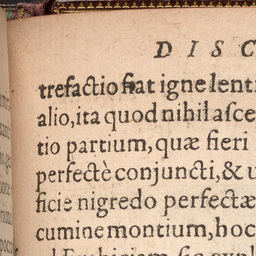 DISC
trefactio fiat igne lenti
alio, ita quod nihil asce
tio partium, quæ fieri
perfectè conjuncti, & u
ficie nigredo perfectæ
cumine montium, hoc